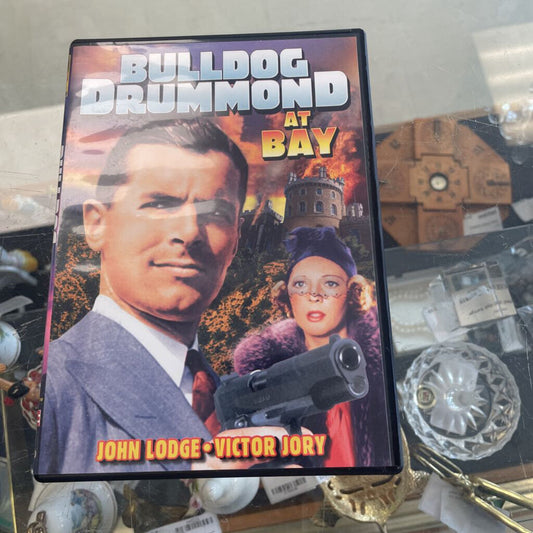 BULLDOG
DRUMMOND
AT
BAY
JOHN LODGE • VICTOR JORY